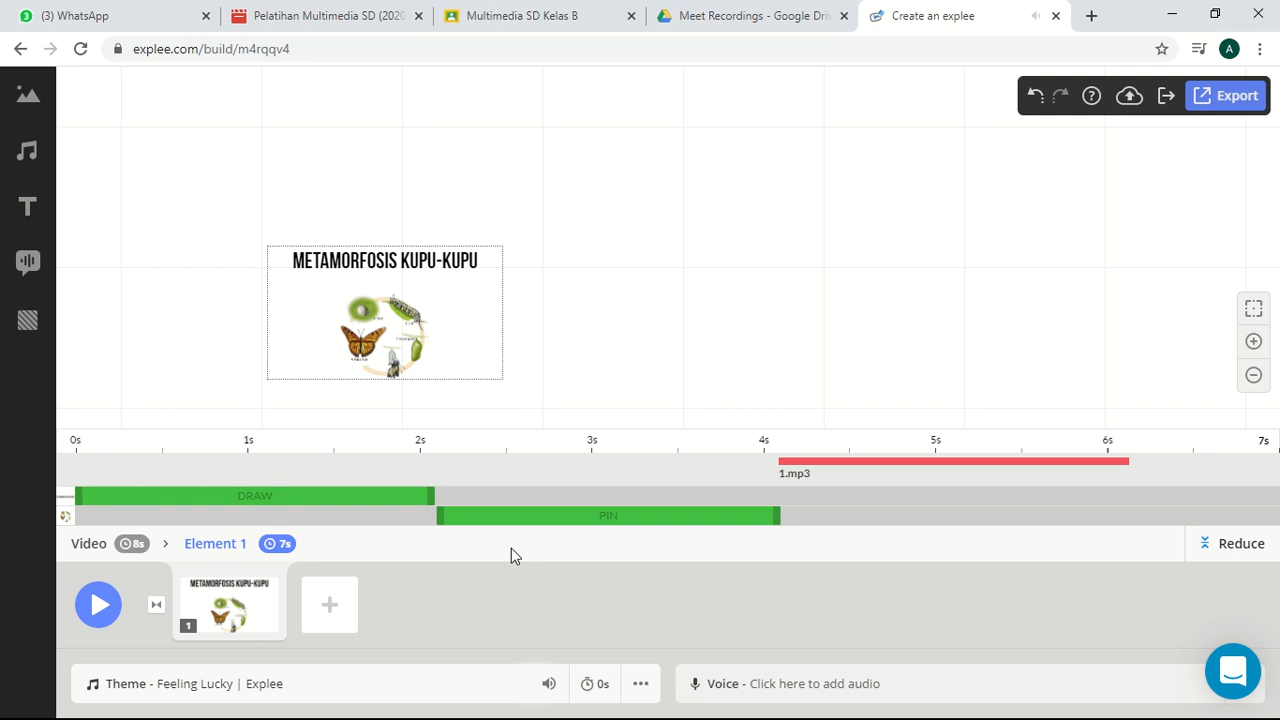 (3) WhatsApp
Pelatihan Multimedia SD (2020
Multimedia SD Kelas B
Meet Recordings - Google Driv
Create an explee
explee.com/build/m4rqqv4
A
Export
METAMORFOSIS KUPU-KUPU
0s 1s 2s 3s 4s 5s 6s 7s
1.mp3
DRAW
PIN
Video 8s Element 1 7s Reduce
METAMORFOSIS KUPU-KUPU
1
Theme - Feeling Lucky | Explee 0s Voice - Click here to add audio